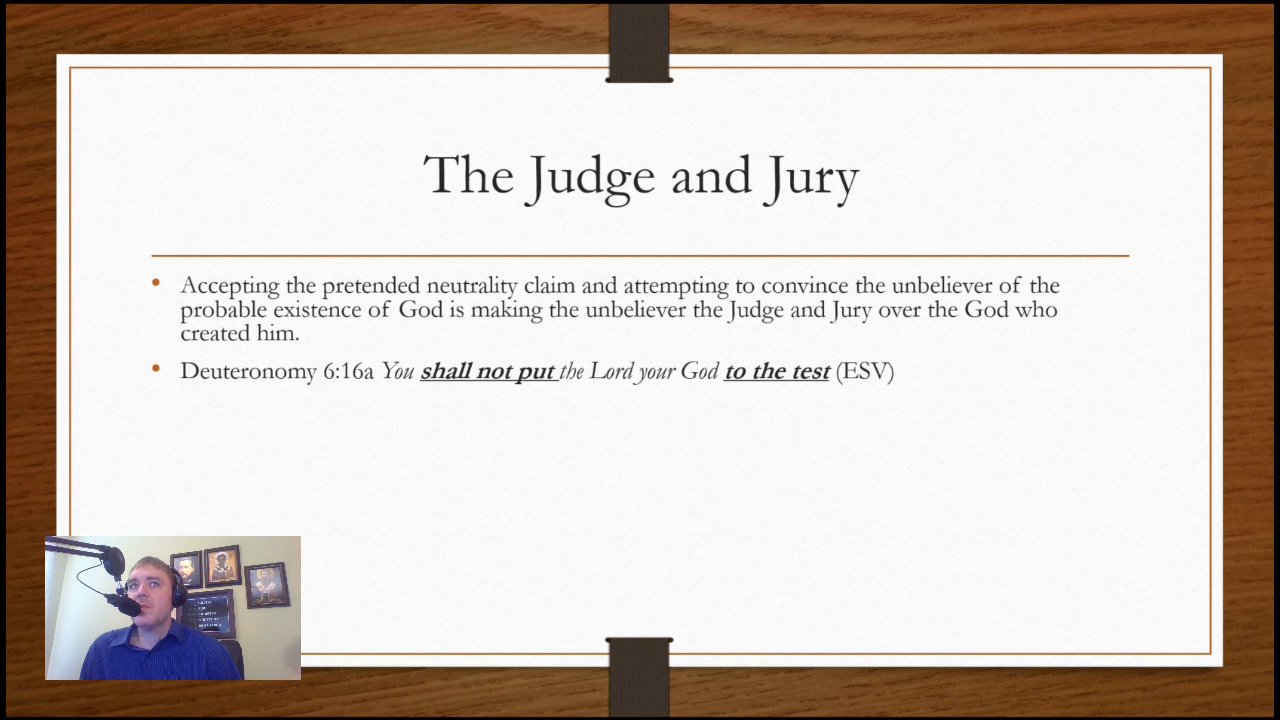 The Judge and Jury
• Accepting the pretended neutrality claim and attempting to convince the unbeliever of the
probable existence of God is making the unbeliever the Judge and Jury over the God who
created him.
• Deuteronomy 6:16a You shall not put the Lord your God to the test (ESV)